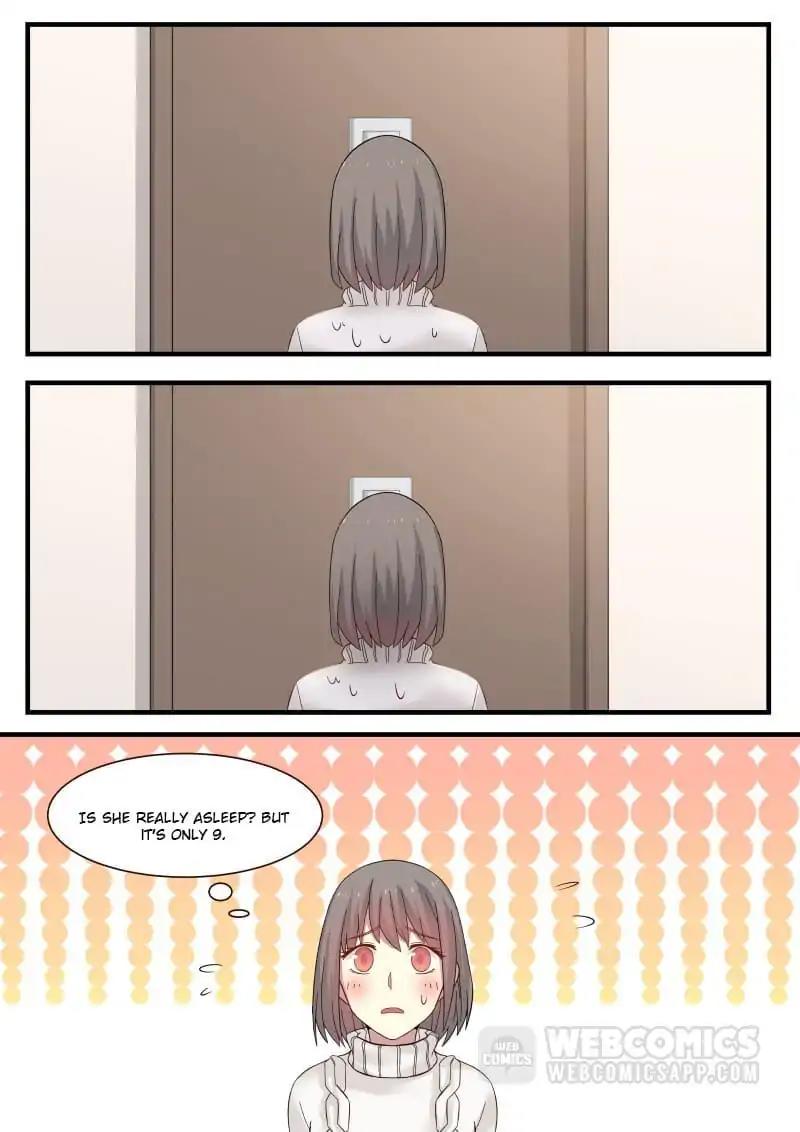 IS SHE REALLY ASLEEP? BUT
IT'S ONLY 9.
WEB
COMICS
WEBCOMICS
WEBCOMICSAPP.COM